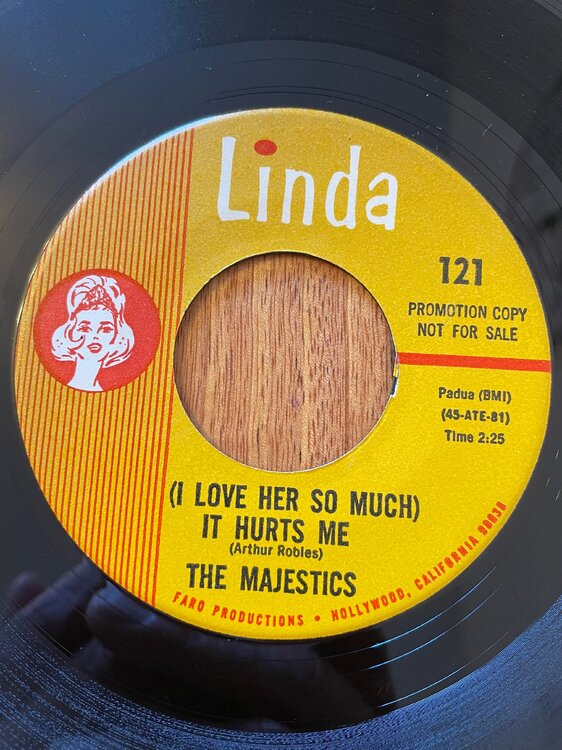 Linda
121
PROMOTION COPY
NOT FOR SALE
Padua (BMI)
(45-ATE-81)
Time 2:25
(I LOVE HER SO MUCH)
IT HURTS ME
(Arthur Robles)
THE MAJESTICS
FARO PRODUCTIONS • HOLLYWOOD, CALIFORNIA 90038